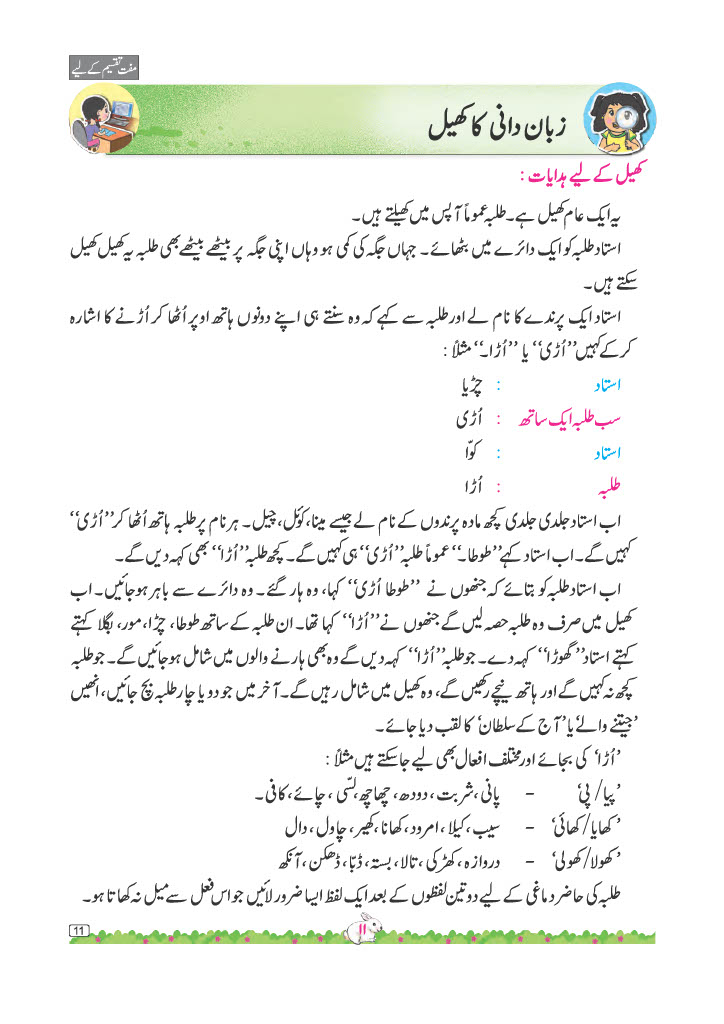 مفت تقسیم کے لیے
زبان دانی کا کھیل
کھیل کے لیے ہدایات :
یہ ایک عام کھیل ہے۔ طلبہ عموماً آپس میں کھیلتے ہیں۔
استاد طلبہ کو ایک دائرے میں بٹھائے۔ جہاں جگہ کی کمی ہو وہاں اپنی جگہ پر بیٹھے بیٹھے بھی طلبہ یہ کھیل کھیل
سکتے ہیں۔
استاد ایک پرندے کا نام لے اور طلبہ سے کہے کہ وہ سنتے ہی اپنے دونوں ہاتھ اوپر اُٹھا کر اُڑنے کا اشارہ
کرکے کہیں ’’اُڑی‘‘ یا ’’اُڑا۔‘‘ مثلاً :
استاد : چڑیا
سب طلبہ ایک ساتھ : اُڑی
استاد : کوّا
طلبہ : اُڑا
اب استاد جلدی جلدی کچھ مادہ پرندوں کے نام لے جیسے مینا، کوئل، چیل۔ ہر نام پر طلبہ ہاتھ اُٹھا کر ’’اُڑی‘‘
کہیں گے۔ اب استاد کہے ’’طوطا۔‘‘ عموماً طلبہ ’’اُڑی‘‘ ہی کہیں گے۔ کچھ طلبہ ’’اُڑا‘‘ بھی کہہ دیں گے۔
اب استاد طلبہ کو بتائے کہ جنھوں نے ’’طوطا اُڑی‘‘ کہا، وہ ہار گئے۔ وہ دائرے سے باہر ہوجائیں۔ اب
کھیل میں صرف وہ طلبہ حصہ لیں گے جنھوں نے ’’اُڑا‘‘ کہا تھا۔ ان طلبہ کے ساتھ طوطا، چڑا، مور، بگلا کہتے
کہتے استاد ’’گھوڑا‘‘ کہہ دے۔ جو طلبہ ’’اُڑا‘‘ کہہ دیں گے وہ بھی ہارنے والوں میں شامل ہوجائیں گے۔ جو طلبہ
کچھ نہ کہیں گے اور ہاتھ نیچے رکھیں گے، وہ کھیل میں شامل رہیں گے۔ آخر میں جو دو یا چار طلبہ بچ جائیں، انھیں
’جیتنے والے‘ یا ’آج کے سلطان‘ کا لقب دیا جائے۔
’اُڑا‘ کی بجائے اور مختلف افعال بھی لیے جاسکتے ہیں مثلاً :
’پیا/ پی‘ - پانی، شربت، دودھ، چھاچھ، لسّی، چائے، کافی۔
’کھایا/ کھائی‘ - سیب، کیلا، امرود، کھانا، کھیر، چاول، دال
’کھولا/ کھولی‘ - دروازہ، کھڑکی، تالا، بستہ، ڈبّا، ڈھکن، آنکھ
طلبہ کی حاضر دماغی کے لیے دو تین لفظوں کے بعد ایک لفظ ایسا ضرور لائیں جو اس فعل سے میل نہ کھاتا ہو۔
۱۱
11